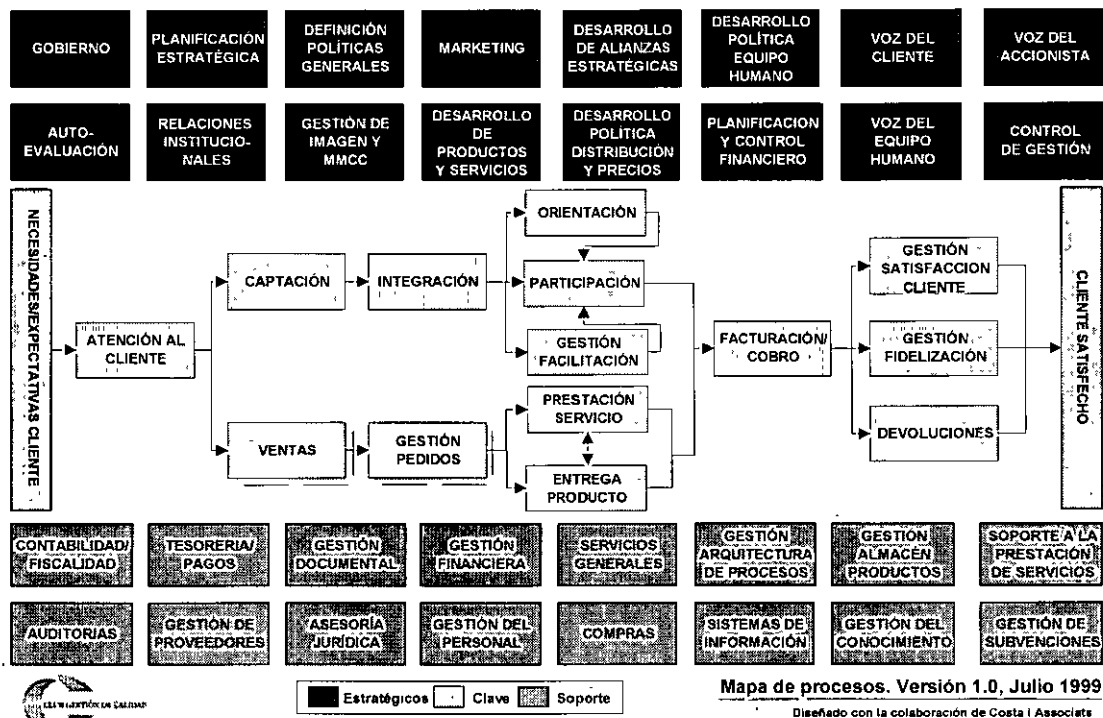 GOBIERNO
PLANIFICACIÓN
ESTRATÉGICA
DEFINICIÓN
POLÍTICAS
GENERALES
MARKETING
DESARROLLO
DE ALIANZAS
ESTRATÉGICAS
DESARROLLO
POLÍTICA
EQUIPO
HUMANO
VOZ DEL
CLIENTE
VOZ DEL
ACCIONISTA
AUTO-
EVALUACIÓN
RELACIONES
INSTITUCIO-
NALES
GESTIÓN DE
IMAGEN Y
MMCC
DESARROLLO
DE
PRODUCTOS
Y SERVICIOS
DESARROLLO
POLÍTICA
DISTRIBUCIÓN
Y PRECIOS
PLANIFICACION
Y CONTROL
FINANCIERO
VOZ DEL
EQUIPO
HUMANO
CONTROL
DE GESTIÓN
NECESIDADES/EXPECTATIVAS CLIENTE
ATENCIÓN AL
CLIENTE
CAPTACIÓN
INTEGRACIÓN
ORIENTACIÓN
PARTICIPACIÓN
GESTIÓN
FACILITACIÓN
VENTAS
GESTIÓN
PEDIDOS
PRESTACIÓN
SERVICIO
ENTREGA
PRODUCTO
FACTURACIÓN/
COBRO
GESTIÓN
SATISFACCION
CLIENTE
GESTIÓN
FIDELIZACIÓN
DEVOLUCIONES
CLIENTE SATISFECHO
CONTABILIDAD/
FISCALIDAD
TESORERIA/
PAGOS
GESTIÓN
DOCUMENTAL
GESTIÓN
FINANCIERA
SERVICIOS
GENERALES
GESTIÓN
ARQUITECTURA
DE PROCESOS
GESTIÓN
ALMACÉN
PRODUCTOS
SOPORTE A LA
PRESTACIÓN
DE SERVICIOS
AUDITORIAS
GESTIÓN DE
PROVEEDORES
ASESORÍA
JURÍDICA
GESTIÓN DEL
PERSONAL
COMPRAS
SISTEMAS DE
INFORMACIÓN
GESTIÓN DEL
CONOCIMIENTO
GESTIÓN DE
SUBVENCIONES
GESTIÓN DE CALIDAD
Estratégicos Clave Soporte
Mapa de procesos. Versión 1.0, Julio 1999
Diseñado con la colaboración de Costa i Associats